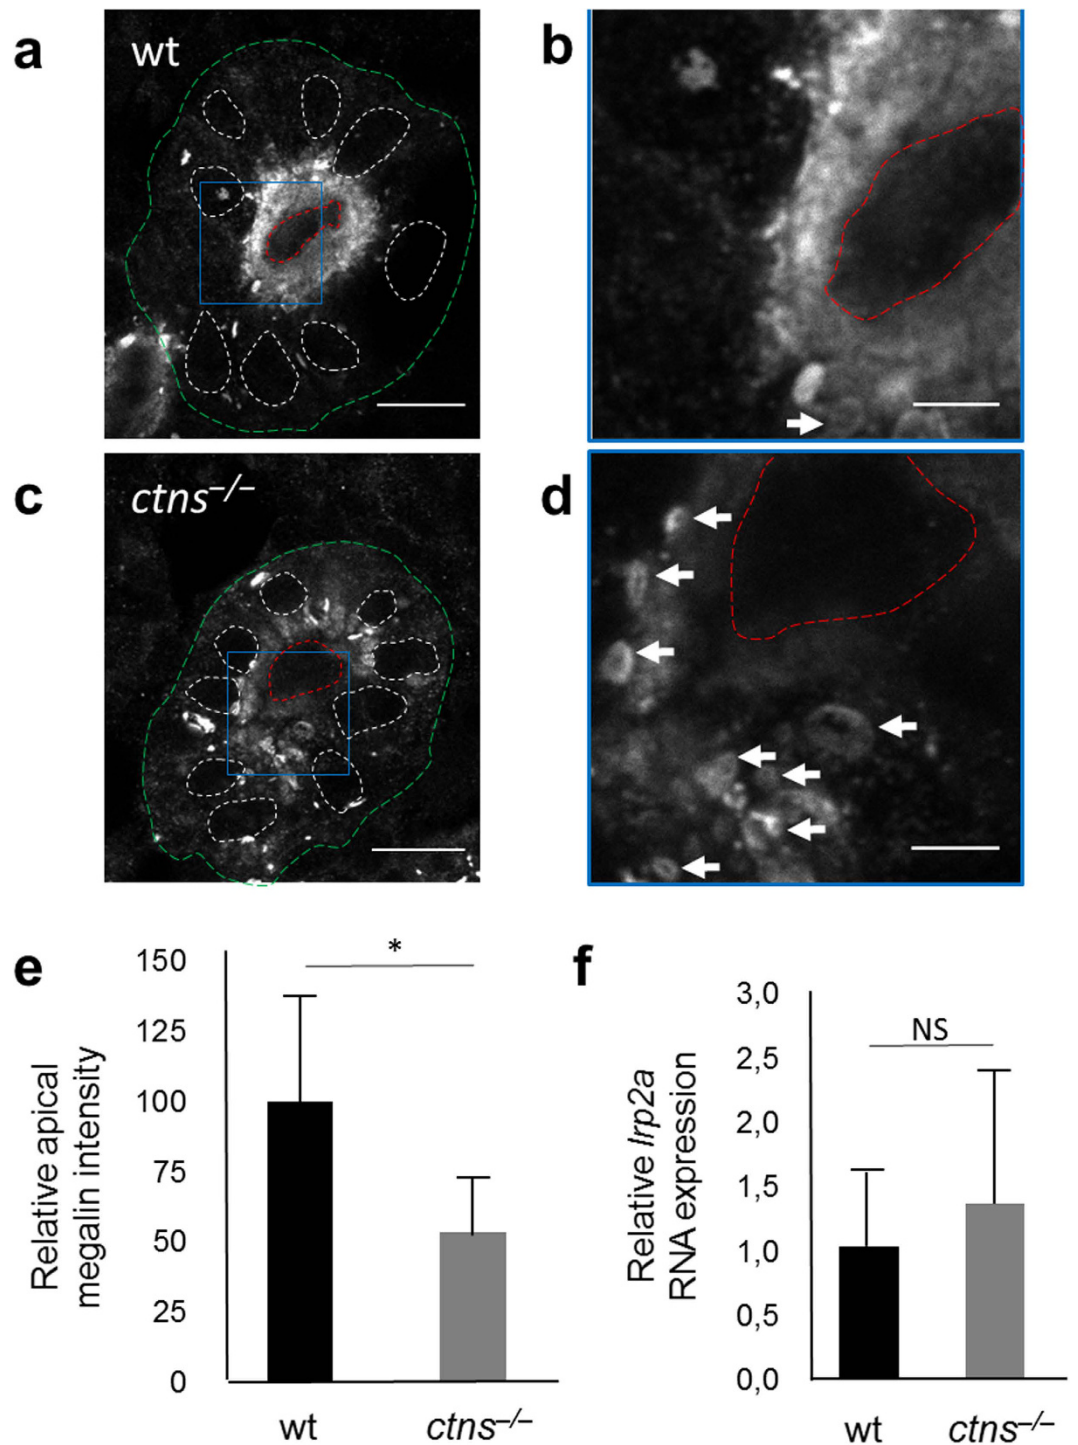 a
wt
b
c
ctns–/–
d
e
Relative apical
megalin intensity
150
125
100
75
50
25
0
*
wt
ctns–/–
f
Relative lrp2a
RNA expression
3,0
2,5
2,0
1,5
1,0
0,5
0,0
NS
wt
ctns–/–